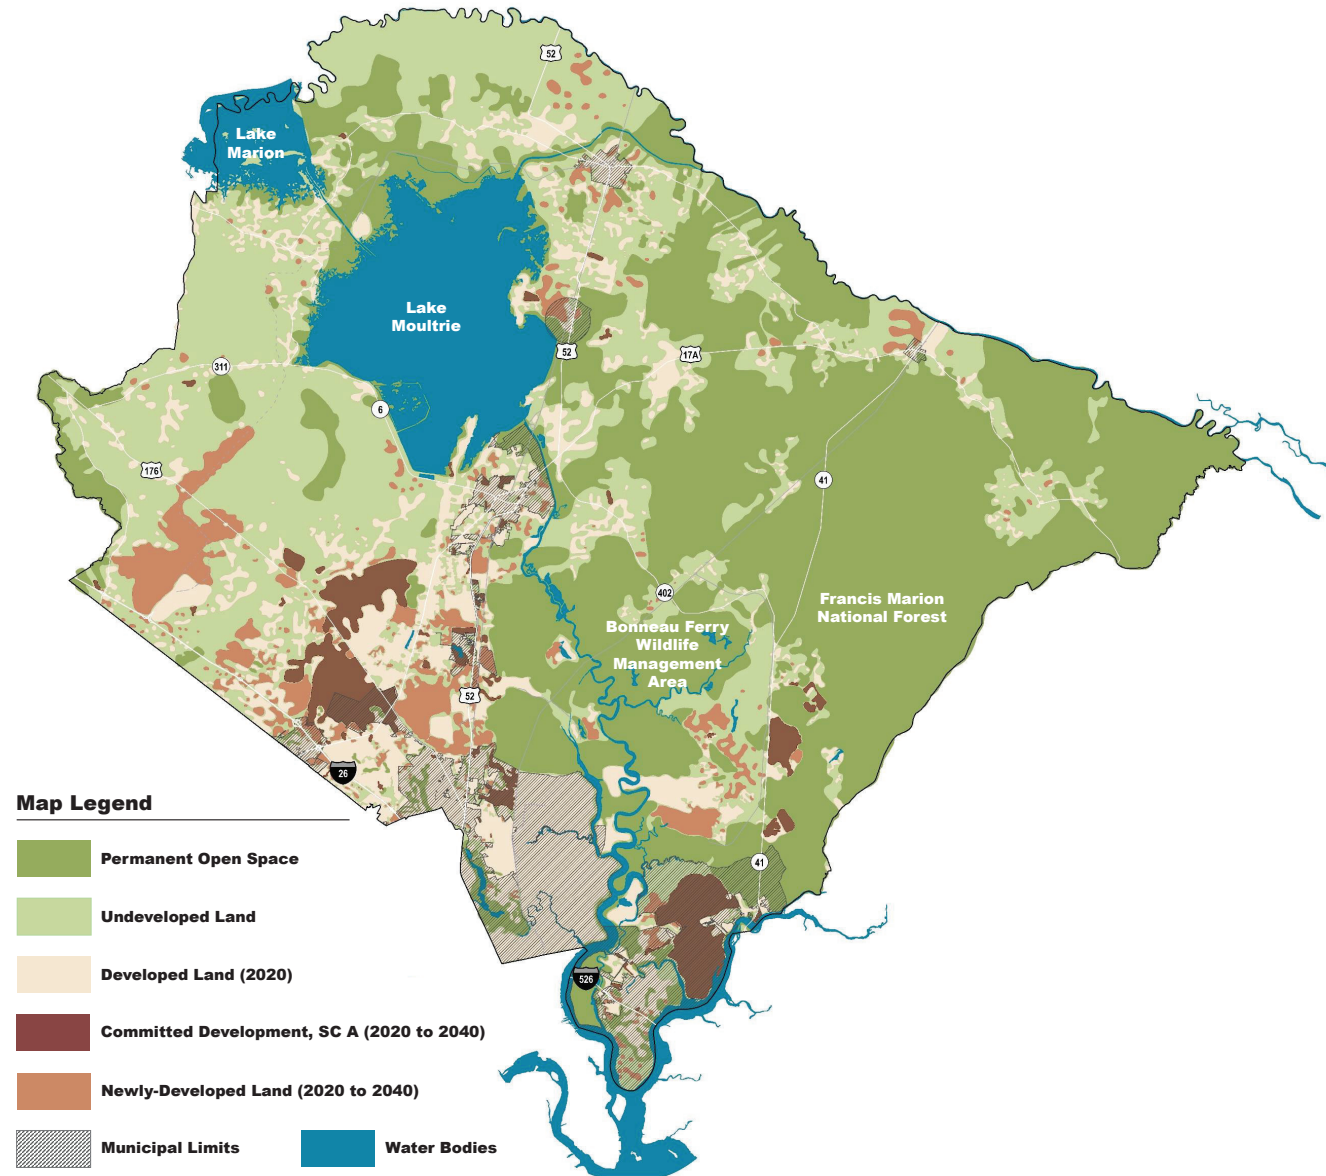 52
Lake
Marion
Lake
Moultrie
52
17A
311
6
176
41
402
Francis Marion
National Forest
Bonneau Ferry
Wildlife
Management
Area
52
26
41
526
Map Legend
Permanent Open Space
Undeveloped Land
Developed Land (2020)
Committed Development, SC A (2020 to 2040)
Newly-Developed Land (2020 to 2040)
Municipal Limits
Water Bodies